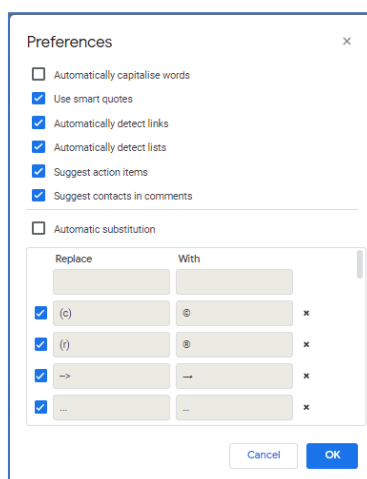 Preferences ×
Automatically capitalise words
Use smart quotes
Automatically detect links
Automatically detect lists
Suggest action items
Suggest contacts in comments
Automatic substitution
Replace With
(c) © ×
(r) ® ×
–> → ×
... … ×
Cancel OK